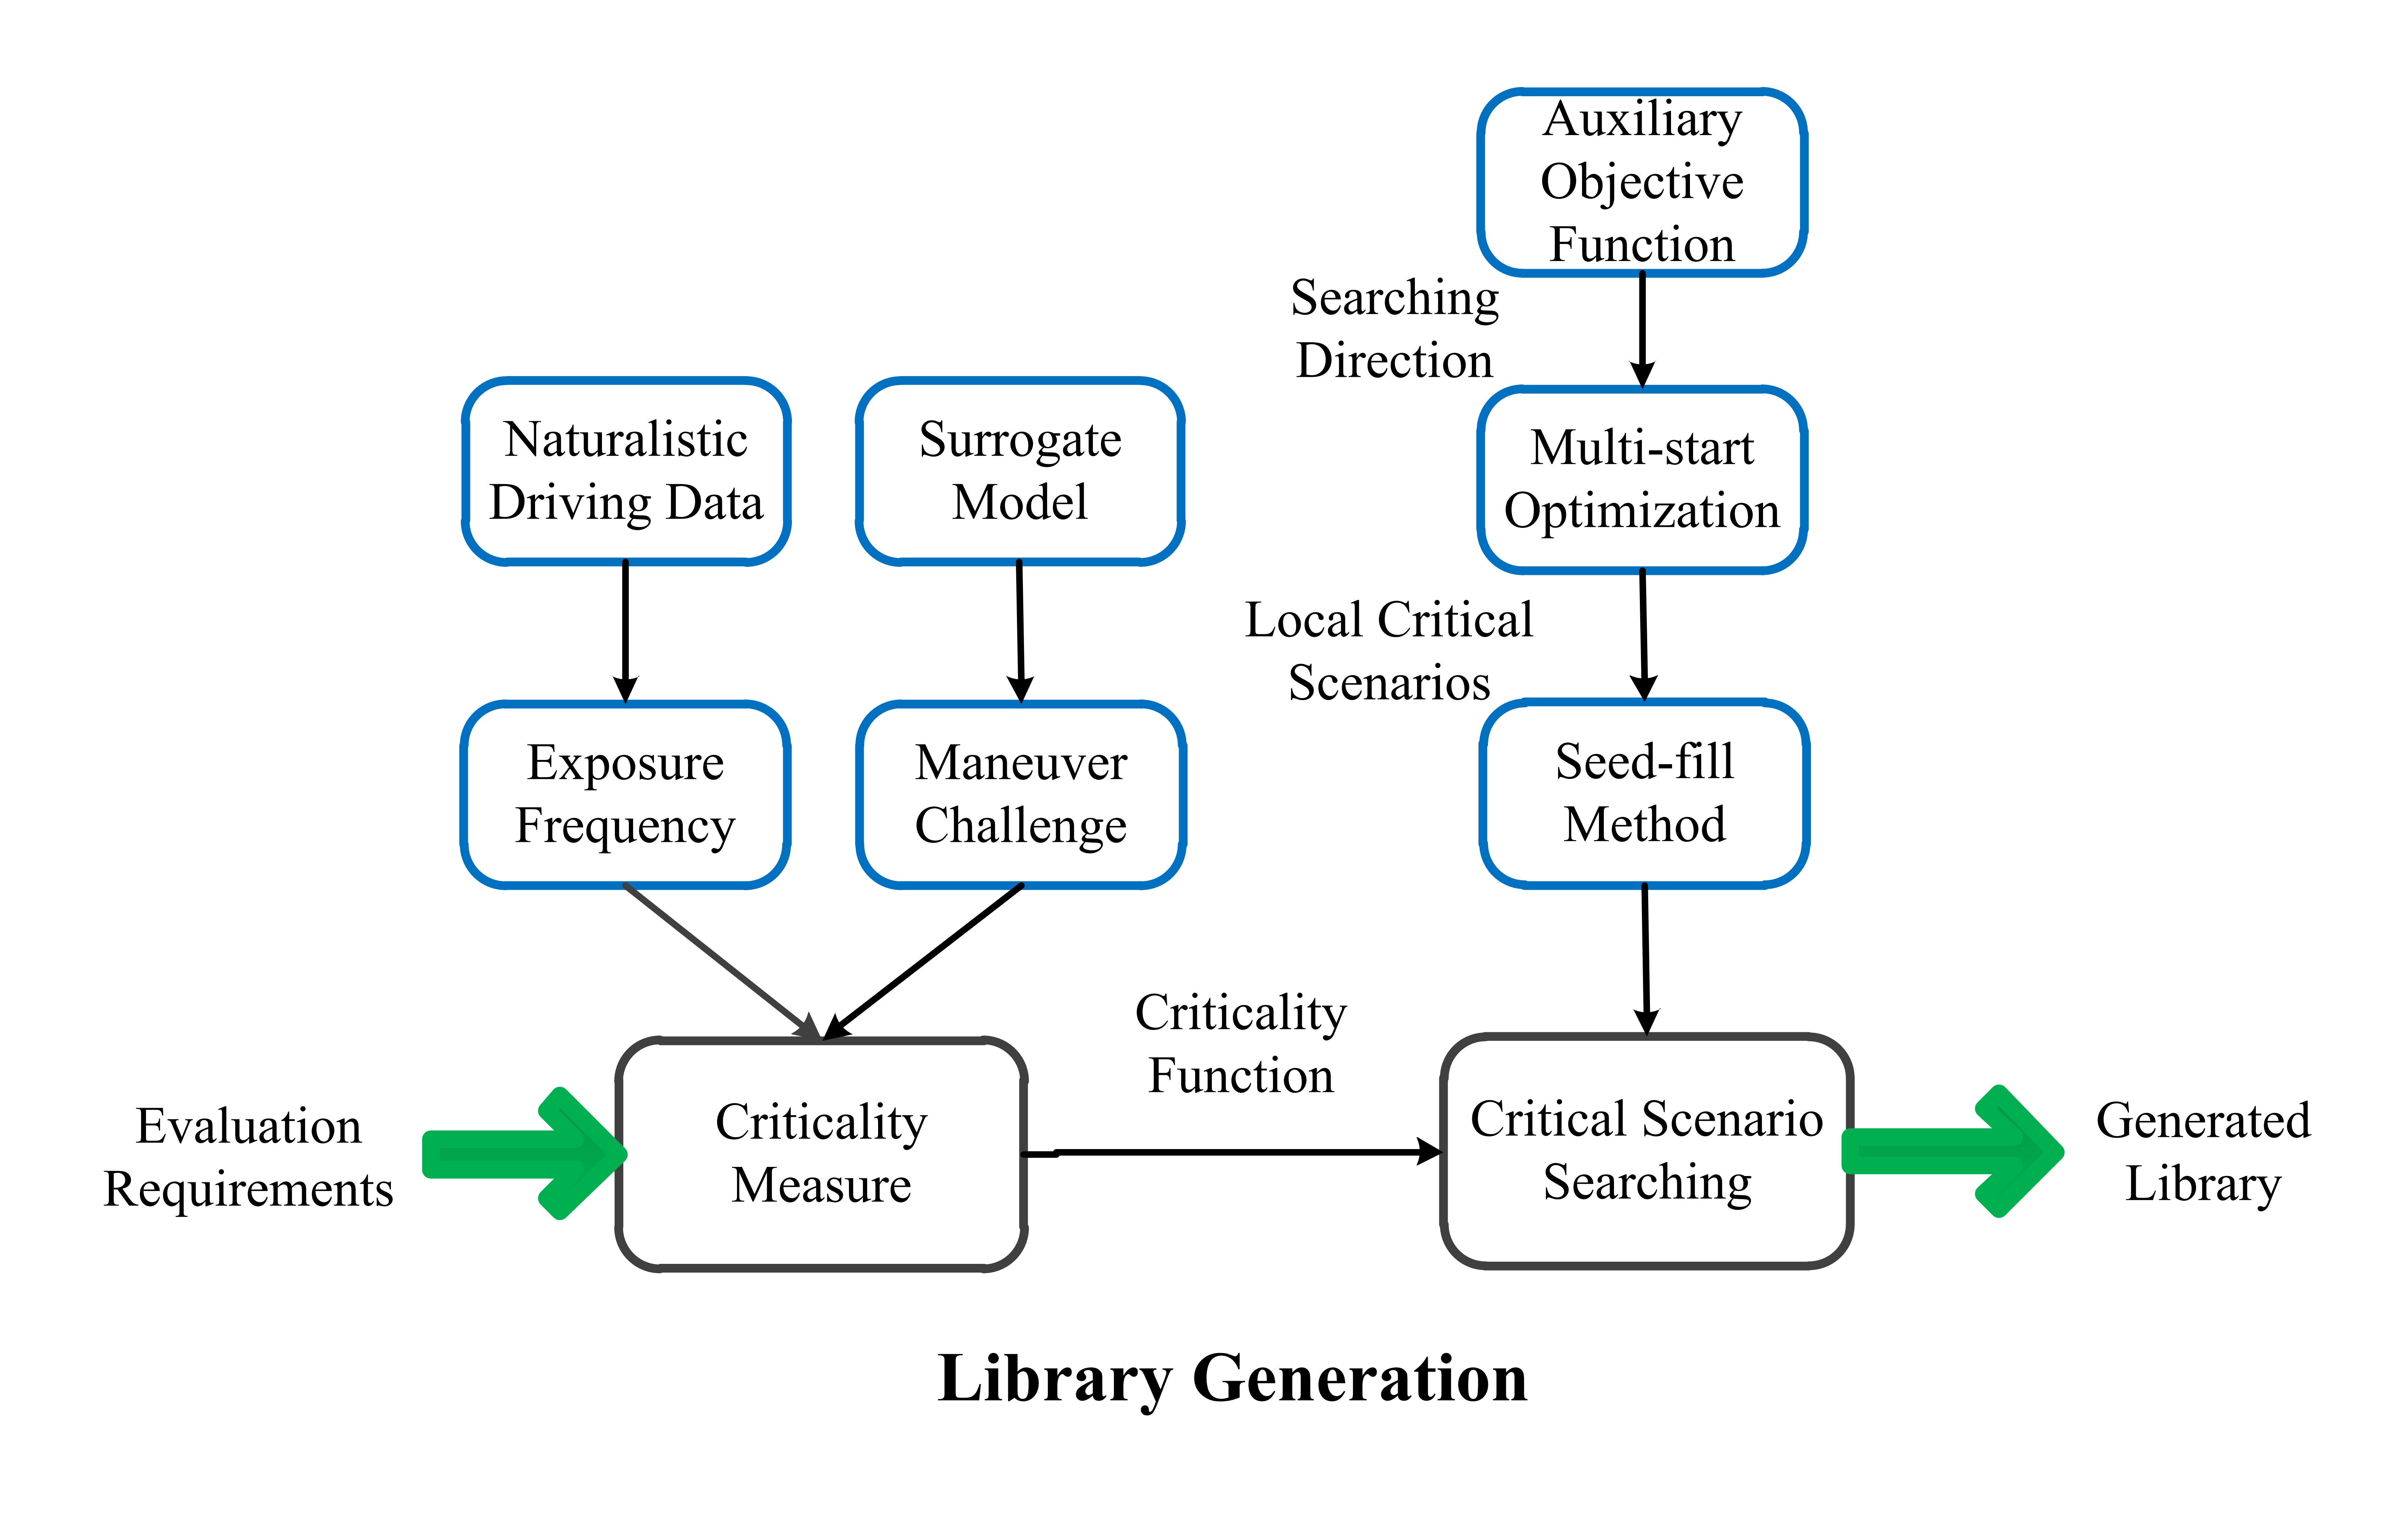 Auxiliary
Objective
Function
Searching
Direction
Naturalistic
Driving Data
Surrogate
Model
Multi-start
Optimization
Local Critical
Scenarios
Exposure
Frequency
Maneuver
Challenge
Seed-fill
Method
Criticality
Function
Evaluation
Requirements
Criticality
Measure
Critical Scenario
Searching
Generated
Library
Library Generation